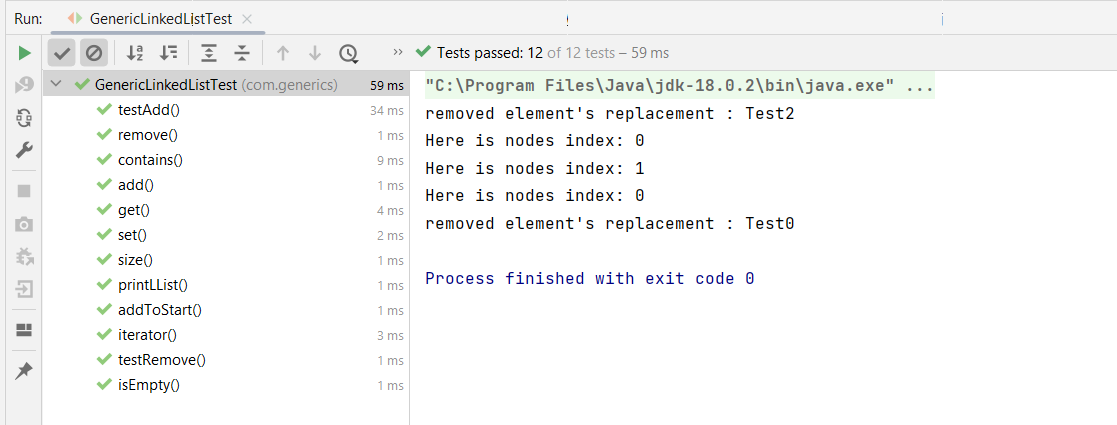 Run: GenericLinkedListTest
Tests passed: 12 of 12 tests – 59 ms
GenericLinkedListTest (com.generics) 59 ms
testAdd() 34 ms
remove() 1 ms
contains() 9 ms
add() 1 ms
get() 4 ms
set() 2 ms
size() 1 ms
printLList() 1 ms
addToStart() 1 ms
iterator() 3 ms
testRemove() 1 ms
isEmpty() 1 ms
"C:\Program Files\Java\jdk-18.0.2\bin\java.exe" ...
removed element's replacement : Test2
Here is nodes index: 0
Here is nodes index: 1
Here is nodes index: 0
removed element's replacement : Test0
Process finished with exit code 0